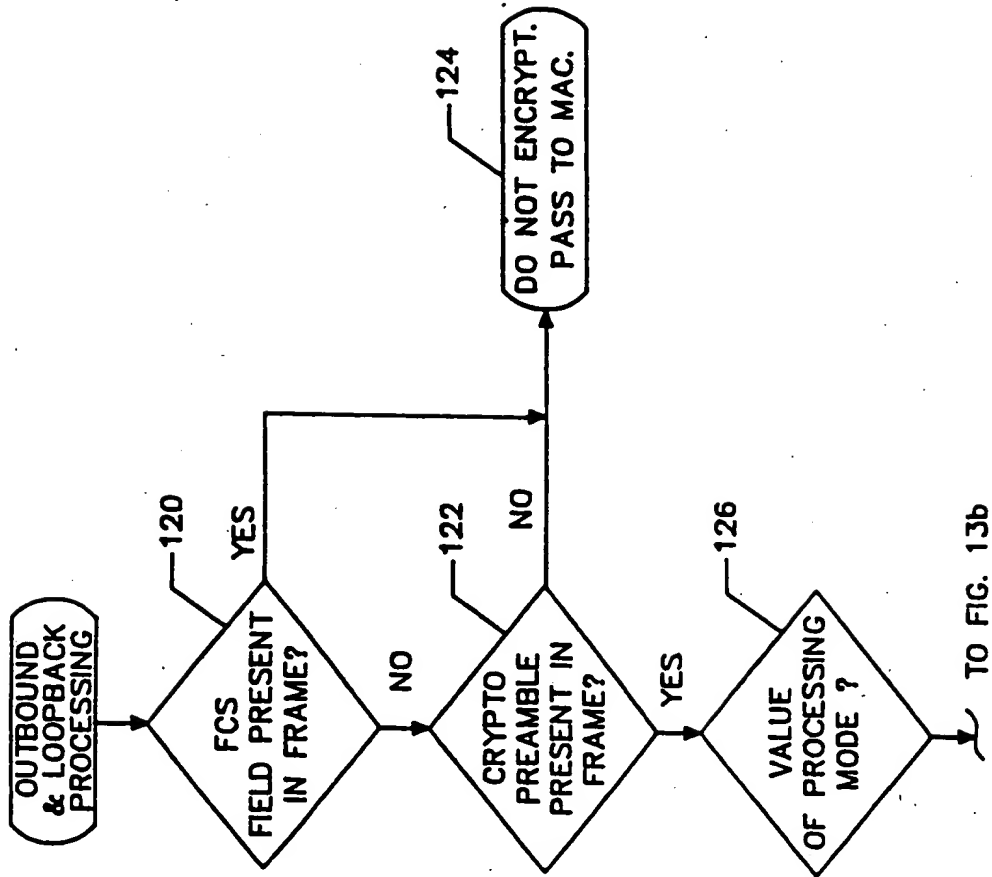 OUTBOUND
& LOOPBACK
PROCESSING
120
FCS
FIELD PRESENT
IN FRAME?
YES
NO
122
CRYPTO
PREAMBLE
PRESENT IN
FRAME?
NO
YES
124
DO NOT ENCRYPT.
PASS TO MAC.
126
VALUE
OF PROCESSING
MODE ?
TO FIG. 13b